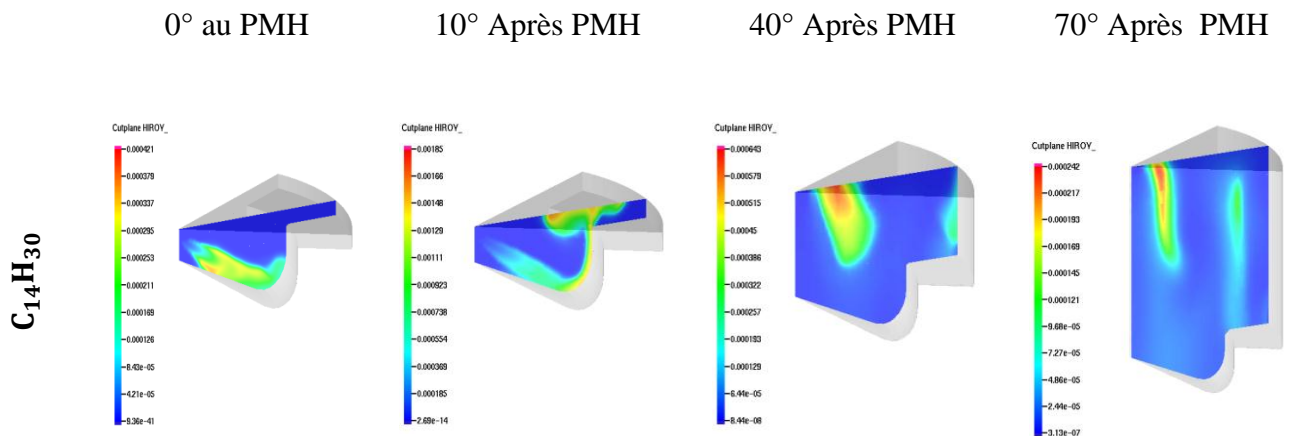 0° au PMH
10° Après PMH
40° Après PMH
70° Après PMH
C14H30
Cutplane HIROY_
0.000421
0.000379
0.000337
0.000295
0.000253
0.000211
0.000169
0.000126
8.43e-05
4.21e-05
9.36e-41
Cutplane HIROY_
0.00185
0.00166
0.00148
0.00129
0.00111
0.000923
0.000738
0.000554
0.000369
0.000185
2.69e-14
Cutplane HIROY_
0.000643
0.000579
0.000515
0.00045
0.000386
0.000322
0.000257
0.000193
0.000129
6.44e-05
8.44e-08
Cutplane HIROY_
0.000242
0.000217
0.000193
0.000169
0.000145
0.000121
9.68e-05
7.27e-05
4.86e-05
2.44e-05
3.13e-07